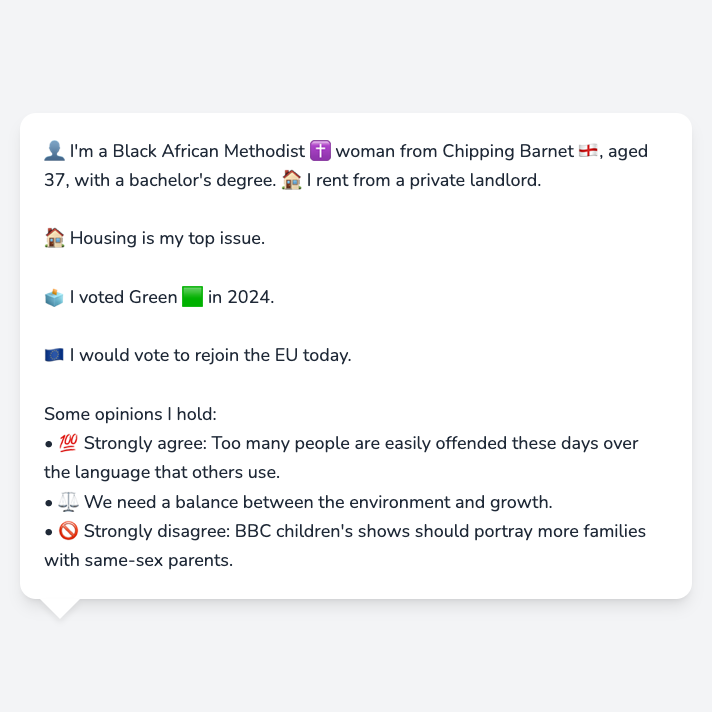 👤 I'm a Black African Methodist ✝️ woman from Chipping Barnet 🏴󠁧󠁢󠁥󠁮󠁧󠁿, aged
37, with a bachelor's degree. 🏠 I rent from a private landlord.
🏠 Housing is my top issue.
🗳️ I voted Green 🟩 in 2024.
🇪🇺 I would vote to rejoin the EU today.
Some opinions I hold:
• 💯 Strongly agree: Too many people are easily offended these days over
the language that others use.
• ⚖️ We need a balance between the environment and growth.
• 🚫 Strongly disagree: BBC children's shows should portray more families
with same-sex parents.